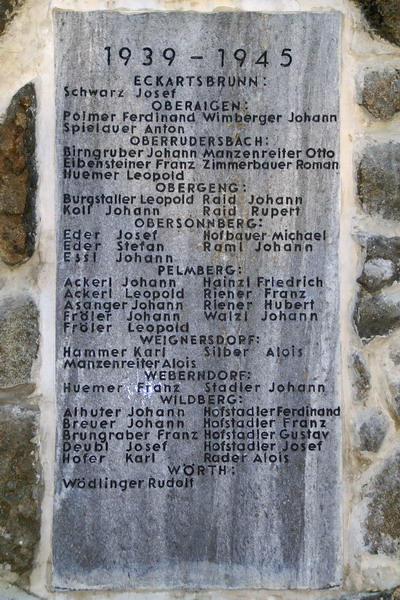 1939 – 1945
ECKARTSBRUNN:
Schwarz Josef
OBERAIGEN:
Poimer Ferdinand Wimberger Johann
Spielauer Anton
OBERRUDERSBACH:
Birngruber Johann Manzenreiter Otto
Eibensteiner Franz Zimmerbauer Roman
Huemer Leopold
OBERGENG:
Burgstaller Leopold Raid Johann
Koll Johann Raid Rupert
OBERSONNBERG:
Eder Josef Hofbauer Michael
Eder Stefan Raml Johann
Essl Johann
PELMBERG:
Ackerl Johann Hainzl Friedrich
Ackerl Leopold Riener Franz
Asanger Johann Riener Hubert
Fröler Johann Walzl Johann
Fröler Leopold
WEIGNERSDORF:
Hammer Karl Silber Alois
Manzenreiter Alois
WEBERNDORF:
Huemer Franz Stadler Johann
WILDBERG:
Alhuter Johann Hofstadler Ferdinand
Breuer Johann Hofstadler Franz
Brungraber Franz Hofstadler Gustav
Deubl Josef Hofstadler Josef
Hofer Karl Rader Alois
WÖRTH:
Wödlinger Rudolf